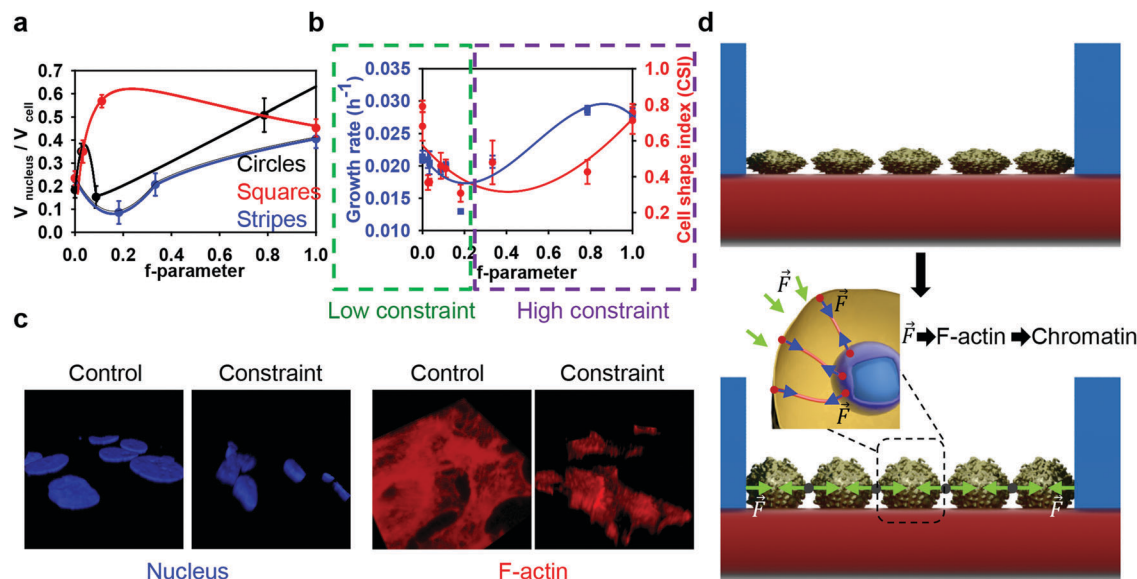 a
V nucleus / V cell
0.7
0.6
0.5
0.4
0.3
0.2
0.1
0.0
0.0 0.2 0.4 0.6 0.8 1.0
f-parameter
Circles
Squares
Stripes
b
Growth rate (h-1)
0.035
0.030
0.025
0.020
0.015
0.010
1.0
0.8
0.6
0.4
0.2
Cell shape index (CSI)
0.0 0.2 0.4 0.6 0.8 1.0
f-parameter
Low constraint
High constraint
c
Control Constraint
Control Constraint
Nucleus
F-actin
d
F
F
F
F
F-actin
Chromatin
F
F